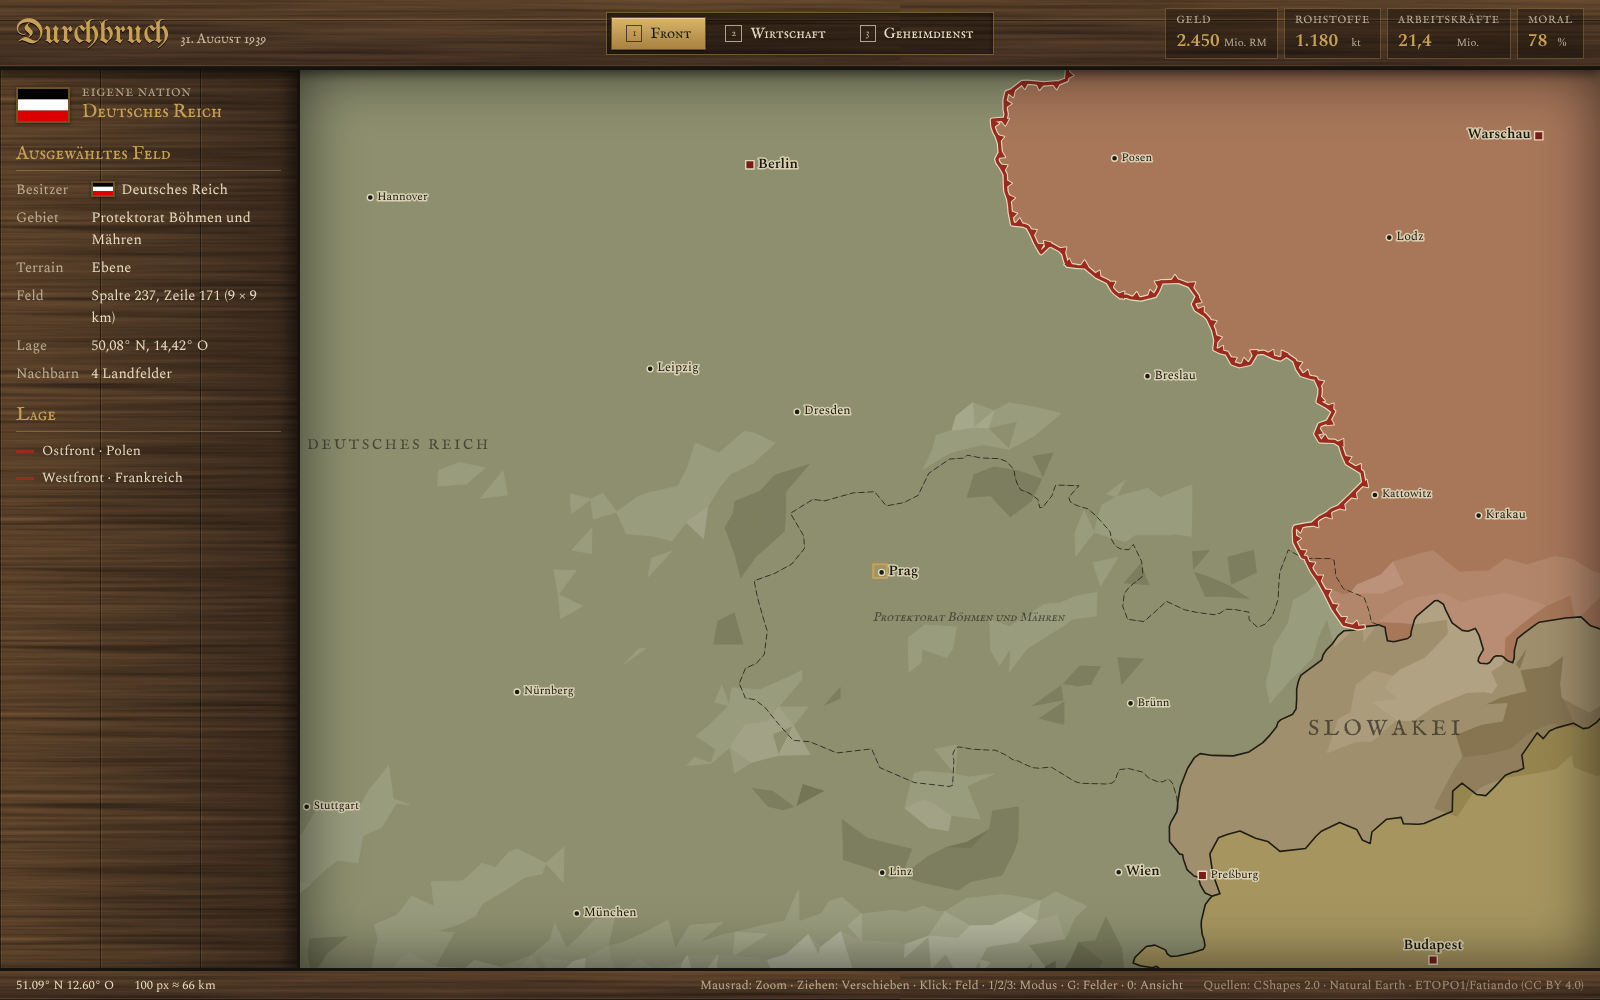 Durchbruch 31. August 1939
1 Front 2 Wirtschaft 3 Geheimdienst
Geld
2.450 Mio. RM
Rohstoffe
1.180 kt
Arbeitskräfte
21,4 Mio.
Moral
78 %
Eigene Nation
Deutsches Reich
Ausgewähltes Feld
Besitzer Deutsches Reich
Gebiet Protektorat Böhmen und
Mähren
Terrain Ebene
Feld Spalte 237, Zeile 171 (9 × 9
km)
Lage 50,08° N, 14,42° O
Nachbarn 4 Landfelder
Lage
Ostfront · Polen
Westfront · Frankreich
Warschau
Posen
Berlin
Hannover
Lodz
Leipzig
Breslau
Dresden
DEUTSCHES REICH
Kattowitz
Krakau
Prag
Protektorat Böhmen und Mähren
Nürnberg
Brünn
SLOWAKEI
Stuttgart
Linz
Wien
Preßburg
München
Budapest
51.09° N 12.60° O 100 px ≈ 66 km
Mausrad: Zoom · Ziehen: Verschieben · Klick: Feld · 1/2/3: Modus · G: Felder · 0: Ansicht Quellen: CShapes 2.0 · Natural Earth · ETOPO1/Fatiando (CC BY 4.0)